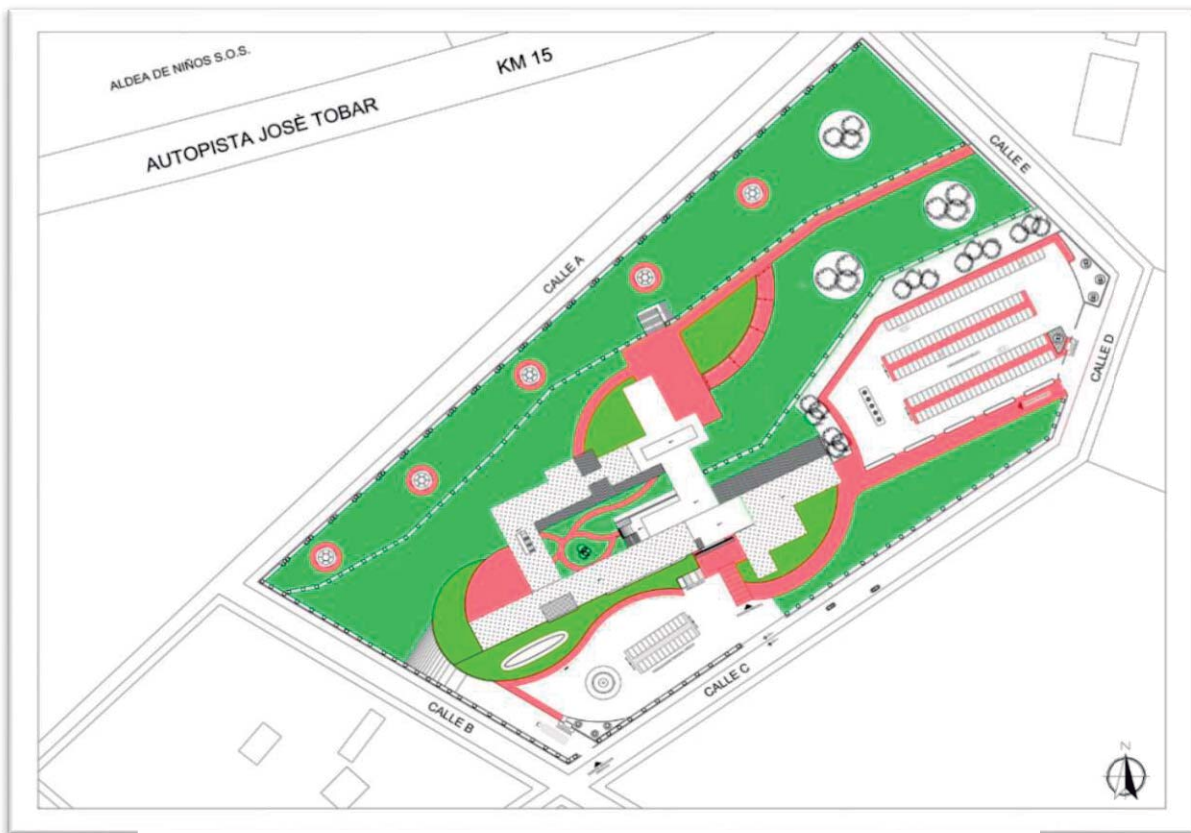 ALDEA DE NIÑOS S.O.S.
KM 15
AUTOPISTA JOSÈ TOBAR
CALLE E
CALLE A
CALLE D
CALLE C
CALLE B
N